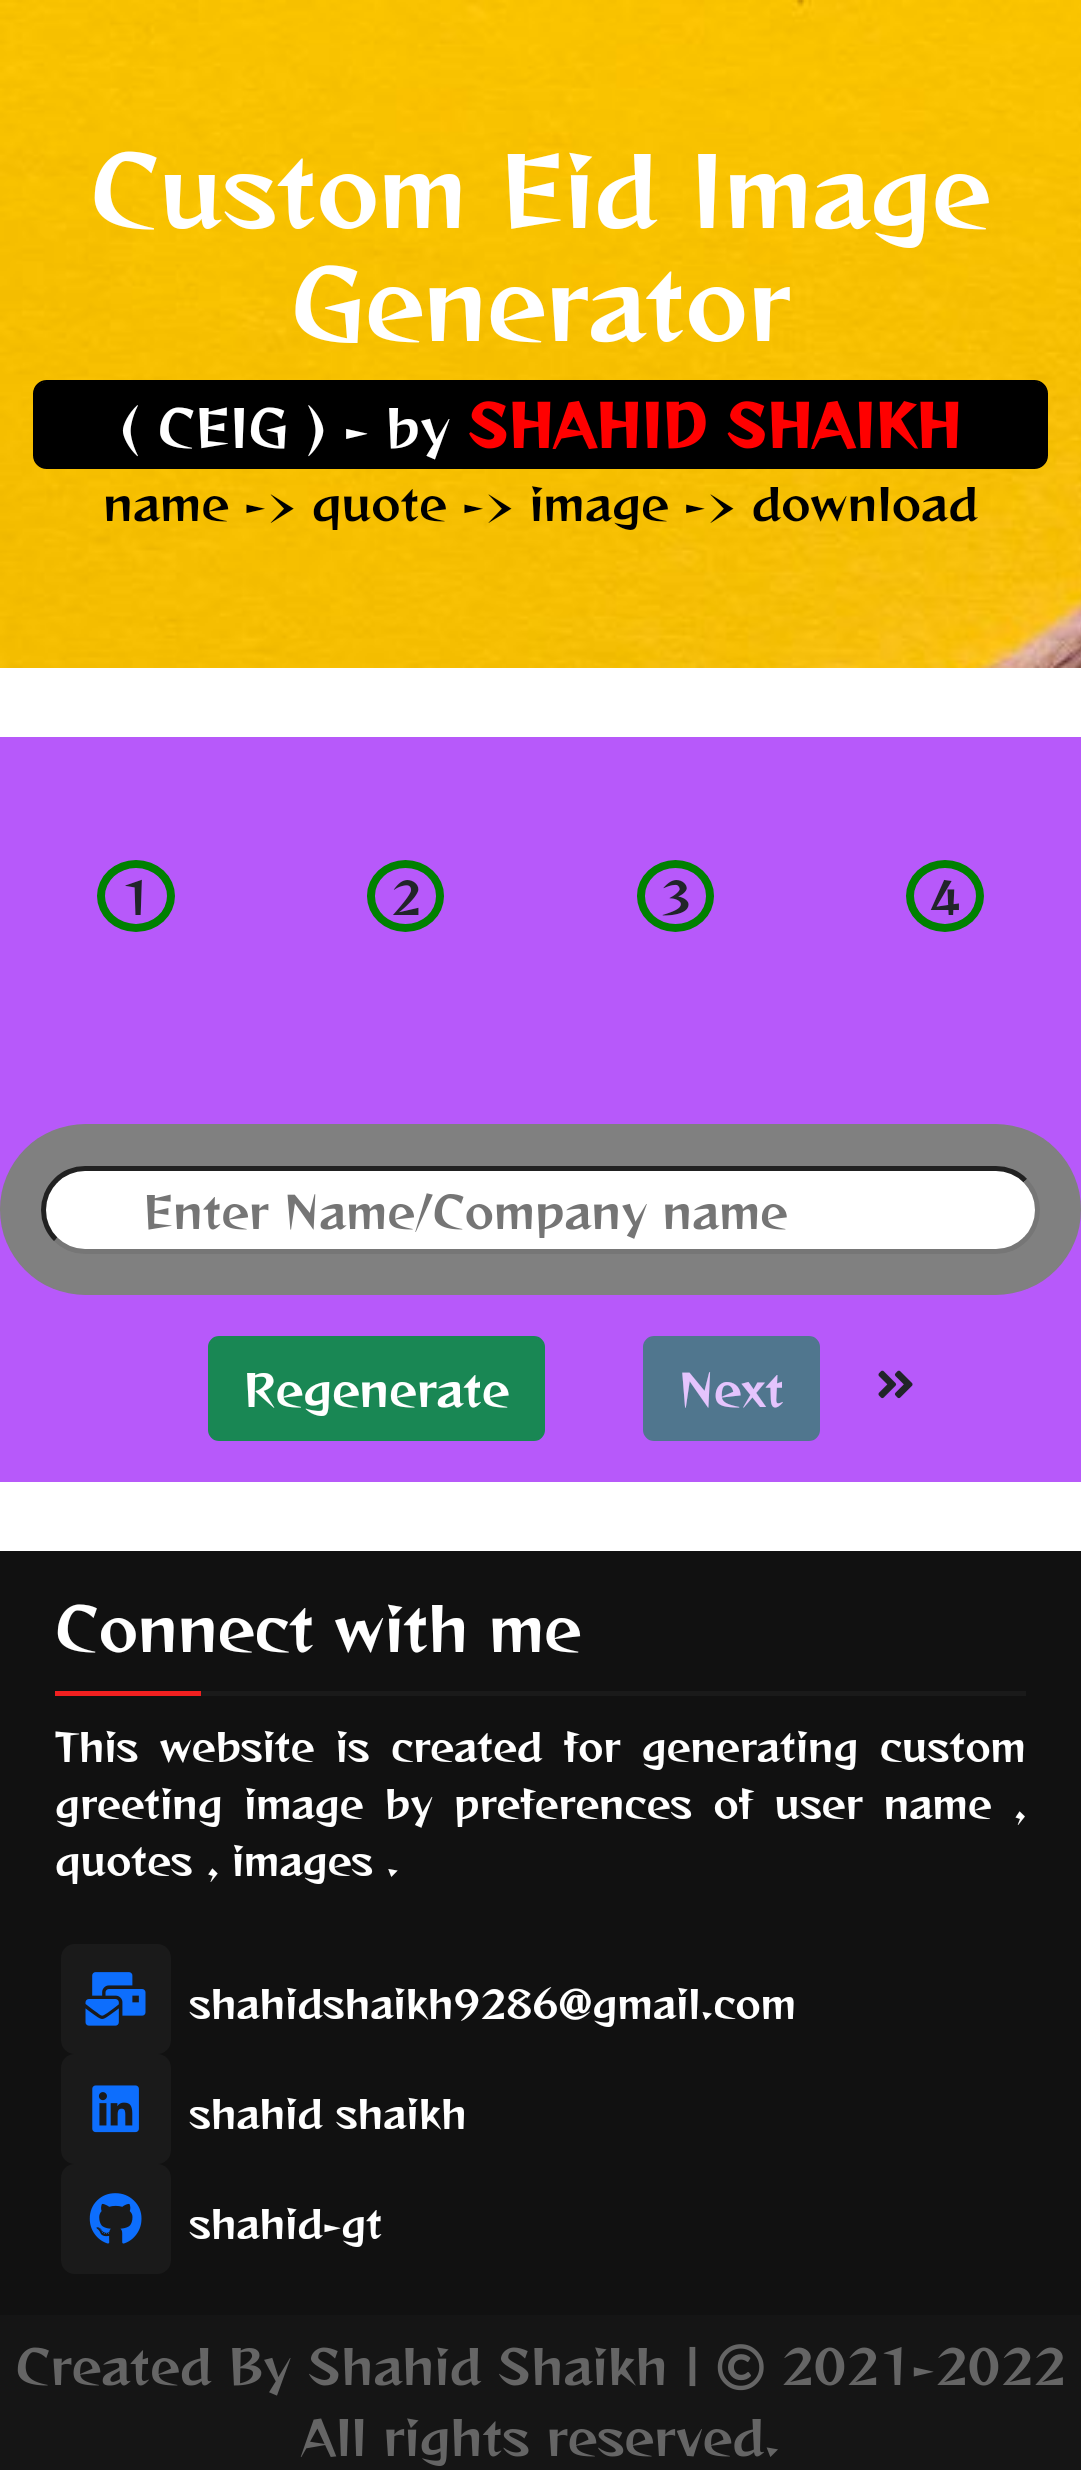 Custom Eid Image
Generator
( CEIG ) - by SHAHID SHAIKH
name -> quote -> image -> download
1 2 3 4
Enter Name/Company name
Regenerate Next »
Connect with me
This website is created for generating custom
greeting image by preferences of user name ,
quotes , images .
shahidshaikh9286@gmail.com
shahid shaikh
shahid-gt
Created By Shahid Shaikh | © 2021-2022
All rights reserved.